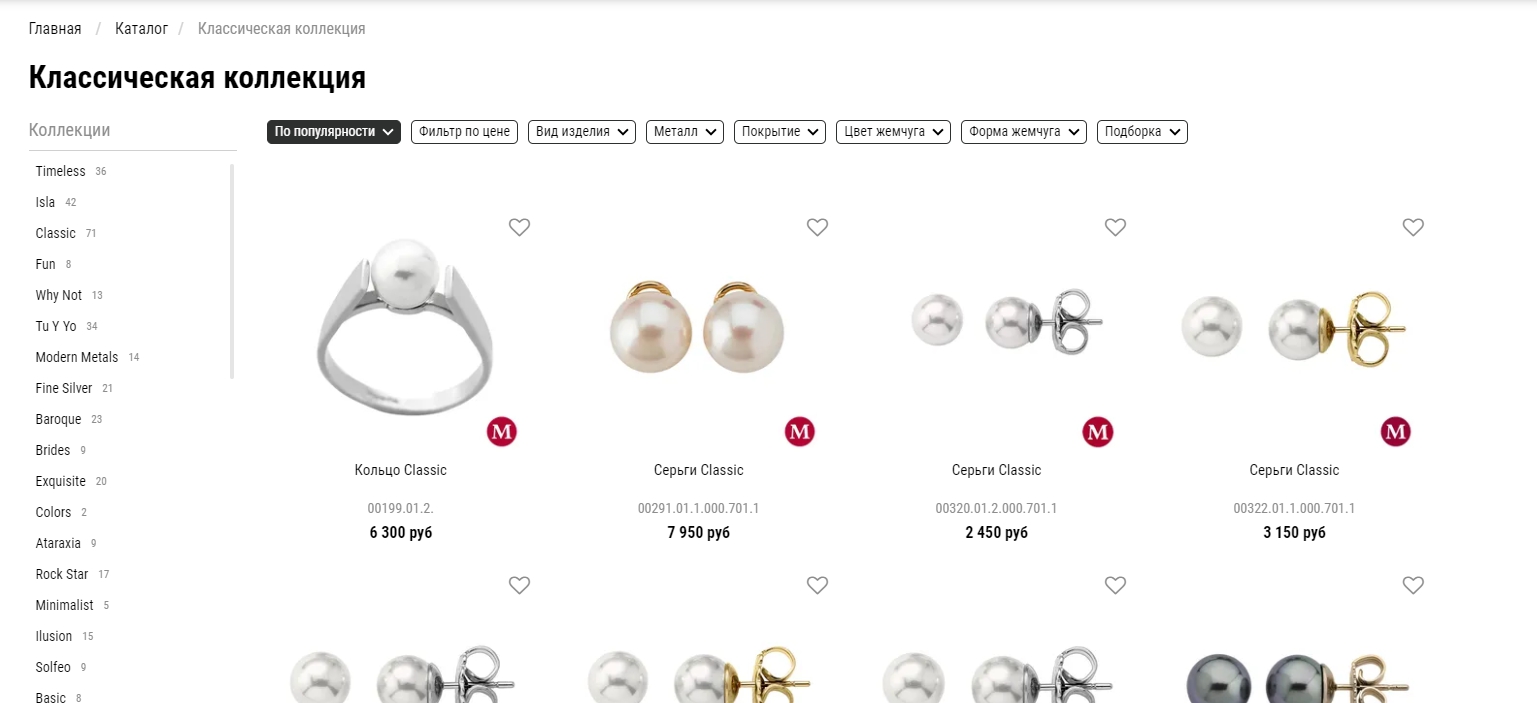 Главная / Каталог / Классическая коллекция
Классическая коллекция
Коллекции
По популярности Фильтр по цене Вид изделия Металл Покрытие Цвет жемчуга Форма жемчуга Подборка
Timeless 36
Isla 42
Classic 71
Fun 8
Why Not 13
Tu Y Yo 34
Modern Metals 14
Fine Silver 21
Baroque 23
Brides 9
Exquisite 20
Colors 2
Ataraxia 9
Rock Star 17
Minimalist 5
Ilusion 15
Solfeo 9
Basic 8
M M M M
Кольцо Classic Серьги Classic Серьги Classic Серьги Classic
00199.01.2. 00291.01.1.000.701.1 00320.01.2.000.701.1 00322.01.1.000.701.1
6 300 руб 7 950 руб 2 450 руб 3 150 руб